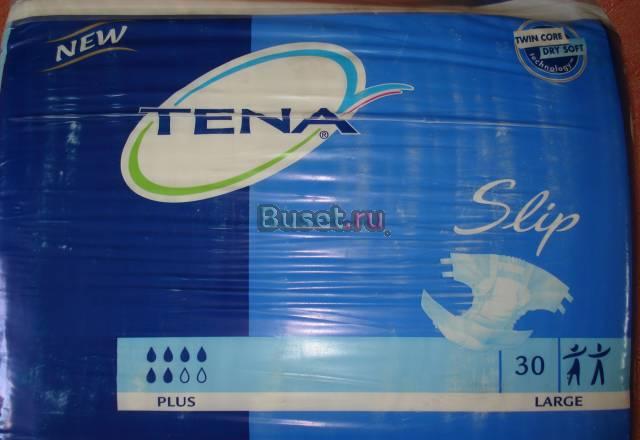 NEW
TWIN CORE
DRY SOFT
technology
TENA®
Slip
Buset.ru
30
PLUS
LARGE